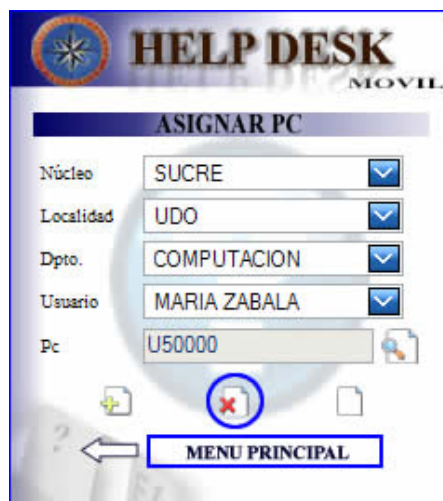 HELP DESK
MOVIL
ASIGNAR PC
Núcleo SUCRE
Localidad UDO
Dpto. COMPUTACION
Usuario MARIA ZABALA
Pc U50000
MENU PRINCIPAL